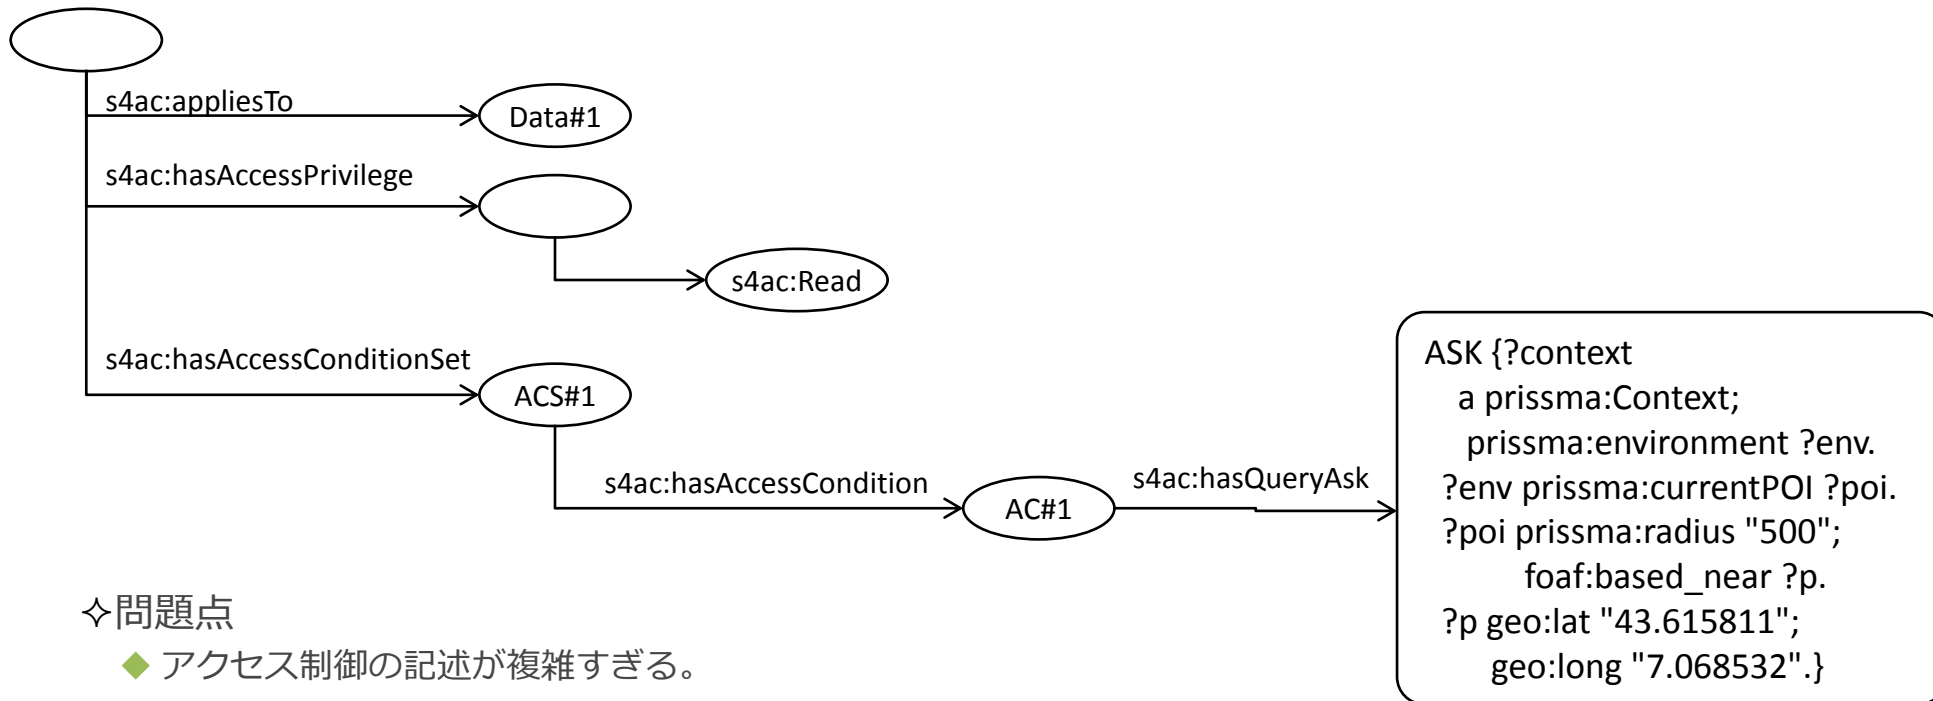 s4ac:appliesTo
Data#1
s4ac:hasAccessPrivilege
s4ac:Read
s4ac:hasAccessConditionSet
ACS#1
s4ac:hasAccessCondition
AC#1
s4ac:hasQueryAsk
ASK {?context
a prissma:Context;
prissma:environment ?env.
?env prissma:currentPOI ?poi.
?poi prissma:radius "500";
foaf:based_near ?p.
?p geo:lat "43.615811";
geo:long "7.068532".}
問題点
アクセス制御の記述が複雑すぎる。